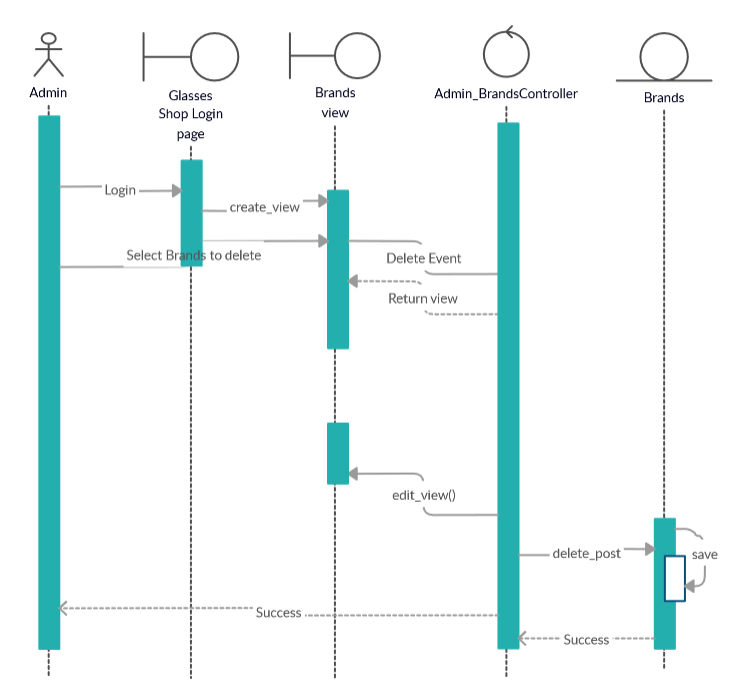 Admin
Glasses
Shop Login
page
Brands
view
Admin_BrandsController
Brands
Login
create_view
Select Brands to delete
Delete Event
Return view
edit_view()
delete_post
save
Success
Success